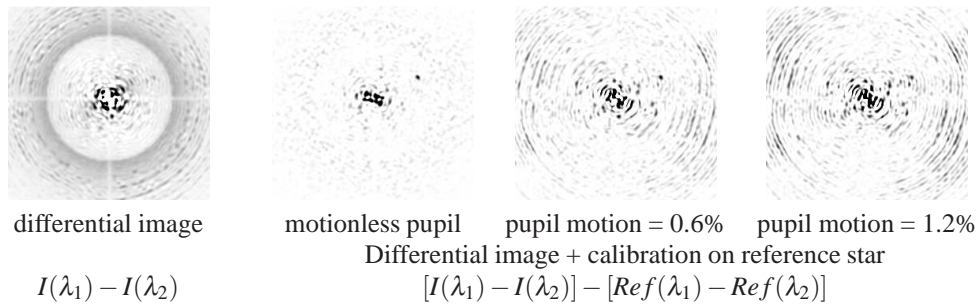 differential image
motionless pupil
pupil motion = 0.6%
pupil motion = 1.2%
Differential image + calibration on reference star
I(λ₁) − I(λ₂)
[I(λ₁) − I(λ₂)] − [Ref(λ₁) − Ref(λ₂)]